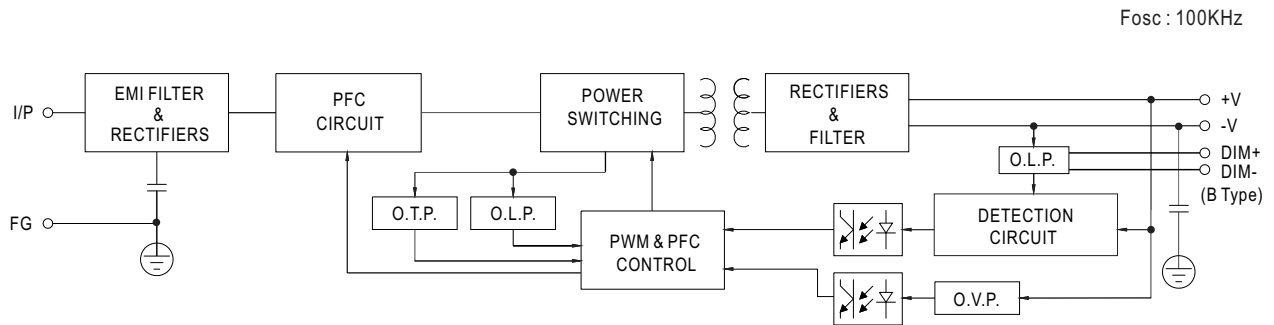 Fosc : 100KHz
I/P
EMI FILTER
&
RECTIFIERS
PFC
CIRCUIT
POWER
SWITCHING
RECTIFIERS
&
FILTER
+V
-V
O.L.P.
DIM+
DIM-
(B Type)
FG
O.T.P.
O.L.P.
PWM & PFC
CONTROL
DETECTION
CIRCUIT
O.V.P.